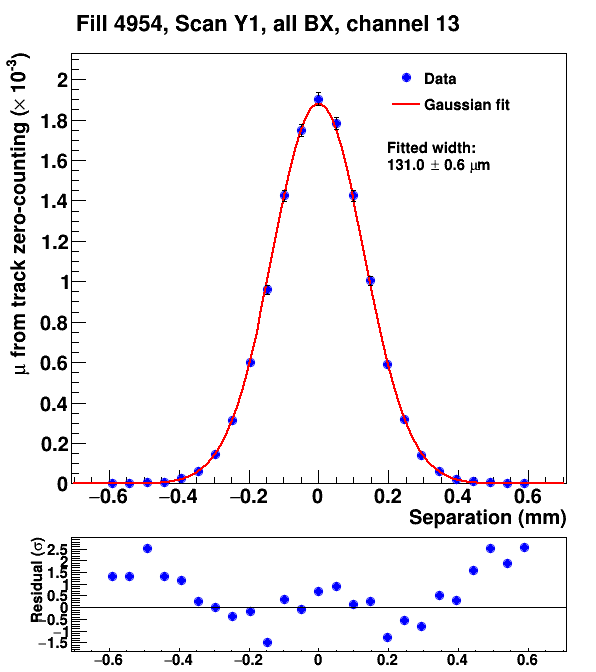 Fill 4954, Scan Y1, all BX, channel 13
μ from track zero-counting (× 10⁻³)
2
1.8
1.6
1.4
1.2
1
0.8
0.6
0.4
0.2
0
Data
Gaussian fit
Fitted width:
131.0 ± 0.6 μm
−0.6 −0.4 −0.2 0 0.2 0.4 0.6
Separation (mm)
Residual (σ)
2.5
2
1.5
1
0.5
0
−0.5
−1
−1.5
−0.6 −0.4 −0.2 0 0.2 0.4 0.6